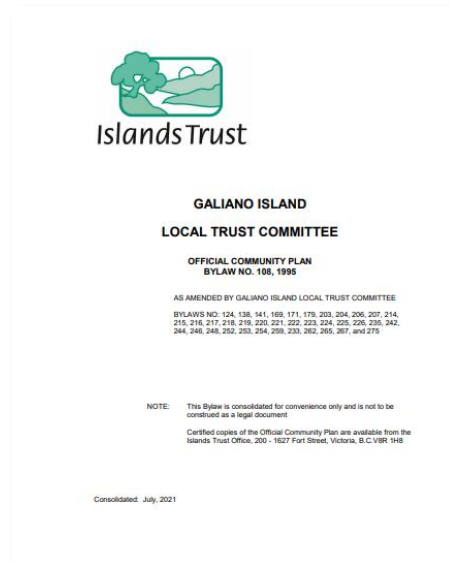 Islands Trust
GALIANO ISLAND
LOCAL TRUST COMMITTEE
OFFICIAL COMMUNITY PLAN
BYLAW NO. 108, 1995
AS AMENDED BY GALIANO ISLAND LOCAL TRUST COMMITTEE
BYLAWS NO: 124, 138, 141, 169, 171, 179, 203, 204, 206, 207, 214,
215, 216, 217, 218, 219, 220, 221, 222, 223, 224, 225, 226, 235, 242,
244, 246, 248, 252, 253, 254, 259, 233, 262, 265, 267, and 275
NOTE: This Bylaw is consolidated for convenience only and is not to be
construed as a legal document
Certified copies of the Official Community Plan are available from the
Islands Trust Office, 200 - 1627 Fort Street, Victoria, B.C.V8R 1H8
Consolidated: July, 2021